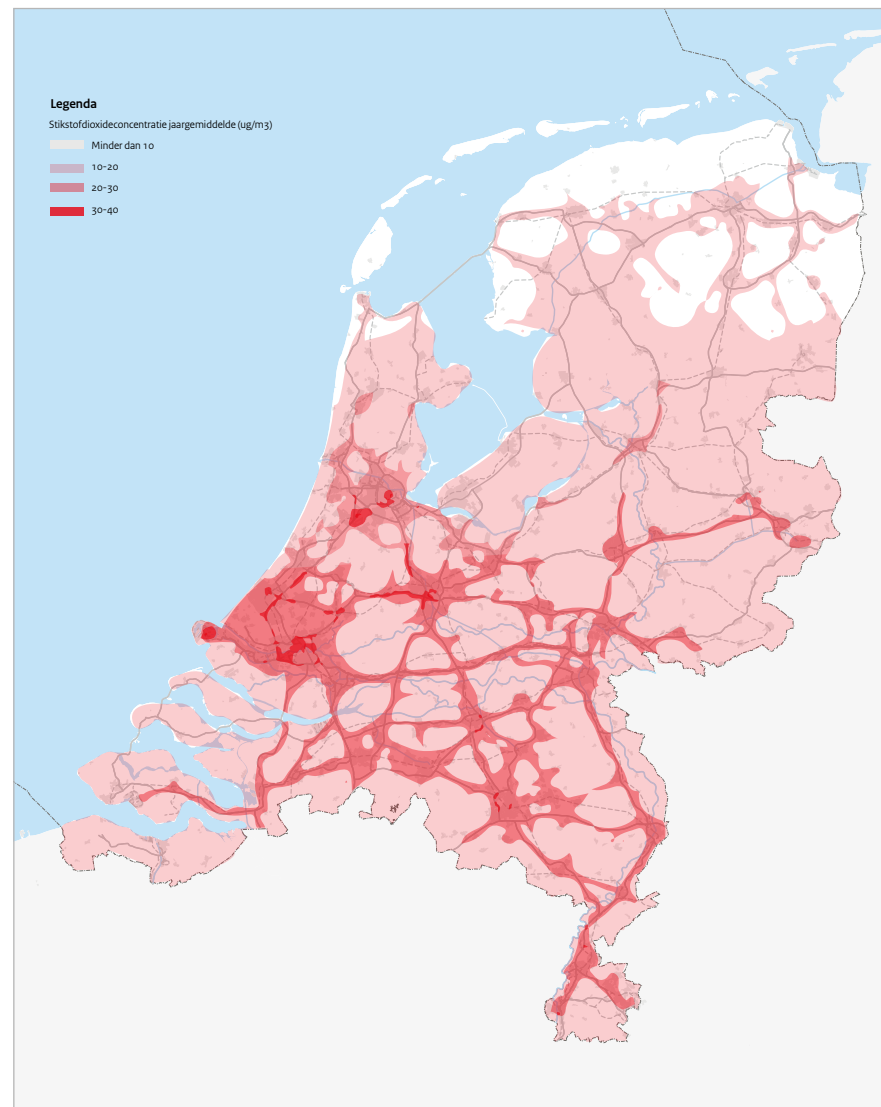 Legenda
Stikstofdioxideconcentratie jaargemiddelde (ug/m3)
Minder dan 10
10-20
20-30
30-40